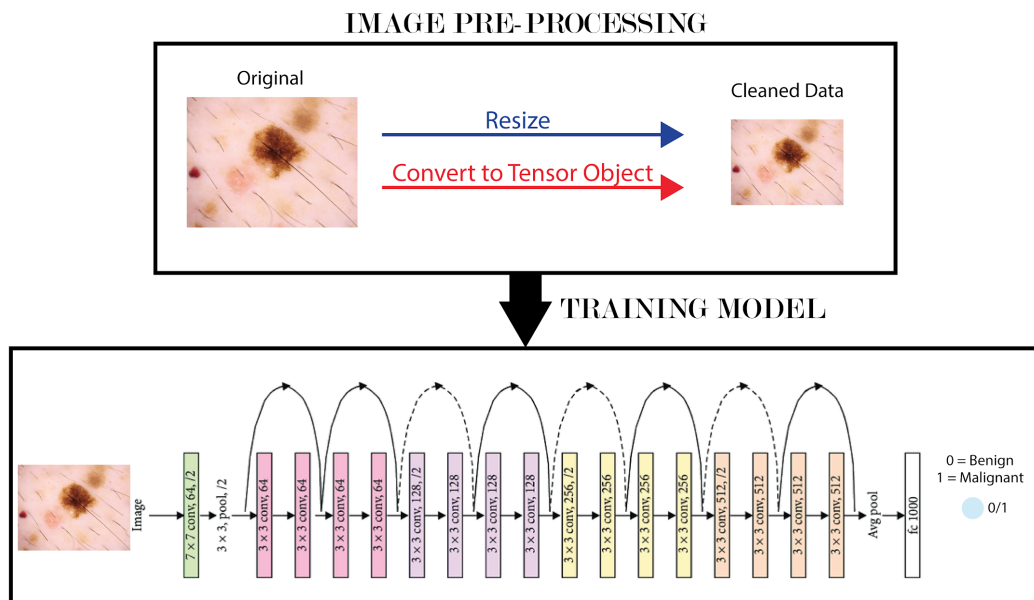 IMAGE PRE-PROCESSING
Original
Cleaned Data
Resize
Convert to Tensor Object
TRAINING MODEL
Image
7 × 7 conv, 64, /2
3 × 3, pool, /2
3 × 3 conv, 64
3 × 3 conv, 64
3 × 3 conv, 64
3 × 3 conv, 64
3 × 3 conv, 128, /2
3 × 3 conv, 128
3 × 3 conv, 128
3 × 3 conv, 128
3 × 3 conv, 256, /2
3 × 3 conv, 256
3 × 3 conv, 256
3 × 3 conv, 256
3 × 3 conv, 512, /2
3 × 3 conv, 512
3 × 3 conv, 512
3 × 3 conv, 512
Avg pool
fc 1000
0 = Benign
1 = Malignant
0/1